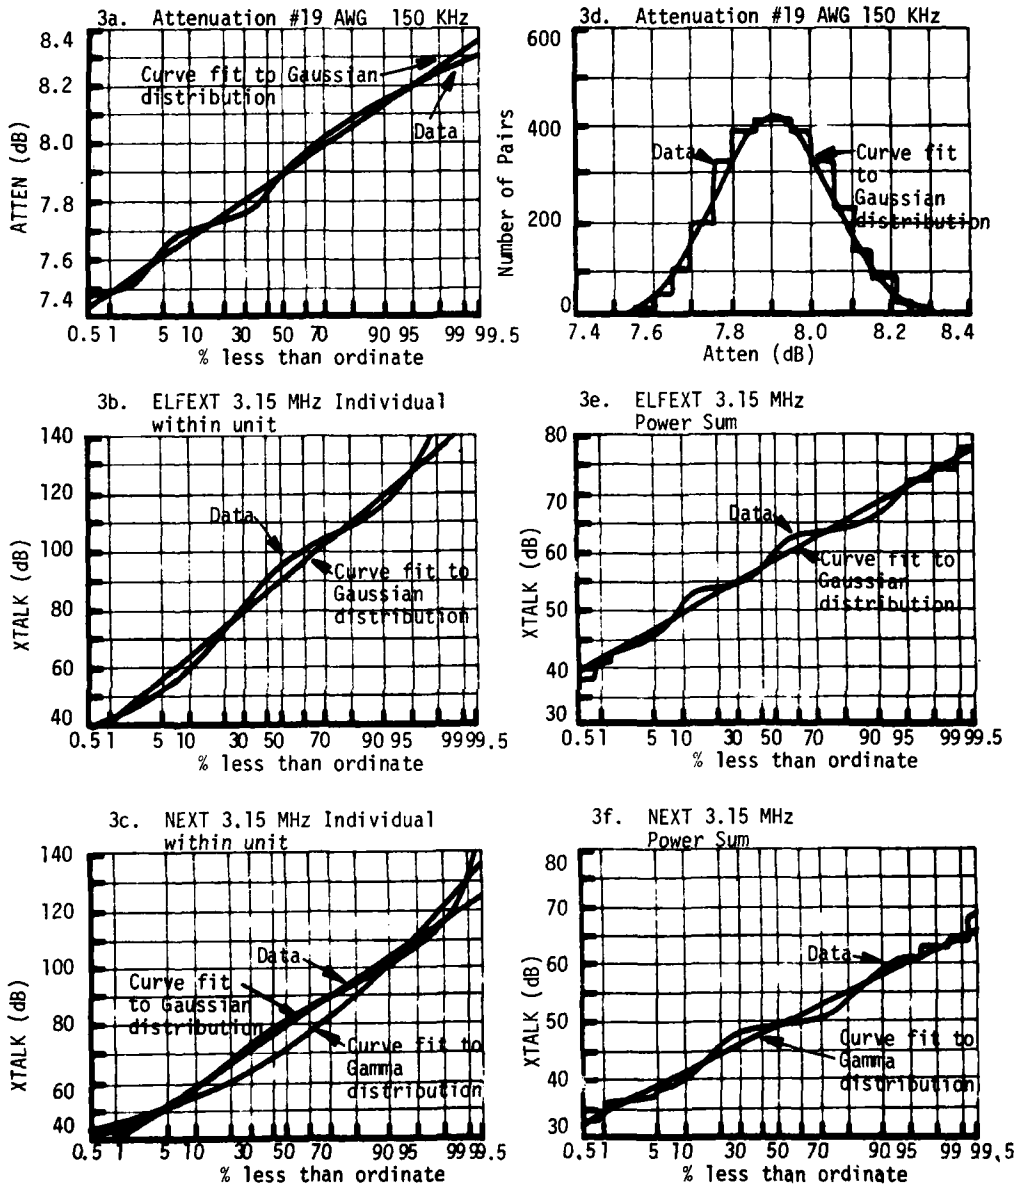 3a. Attenuation #19 AWG 150 KHz
8.4
8.2
8.0
7.8
7.6
7.4
ATTEN (dB)
Curve fit to Gaussian
distribution
Data
0.5 1 5 10 30 50 70 90 150 99 99.5
% less than ordinate
3d. Attenuation #19 AWG 150 KHz
600
400
200
0
Number of Pairs
Data
Curve fit
to
Gaussian
distribution
7.4 7.6 7.8 8.0 8.2 8.4
Atten (dB)
3b. ELFEXT 3.15 MHz Individual
within unit
140
120
100
80
60
40
XTALK (dB)
Data
Curve fit to
Gaussian
distribution
0.5 1 5 10 30 50 70 90 95 99 99.5
% less than ordinate
3e. ELFEXT 3.15 MHz
Power Sum
80
70
60
50
40
30
XTALK (dB)
Data
Curve fit to
Gaussian
distribution
0.5 1 5 10 30 50 70 90 95 99 99.5
% less than ordinate
3c. NEXT 3.15 MHz Individual
within unit
140
120
100
80
60
40
XTALK (dB)
Data
Curve fit
to Gaussian
distribution
Curve fit to
Gamma
distribution
0.5 1 5 10 30 50 70 90 95 99 99.5
% less than ordinate
3f. NEXT 3.15 MHz
Power Sum
80
70
60
50
40
30
XTALK (dB)
Data
Curve fit to
Gamma
distribution
0.5 1 5 10 30 50 70 90 95 99 99.5
% less than ordinate